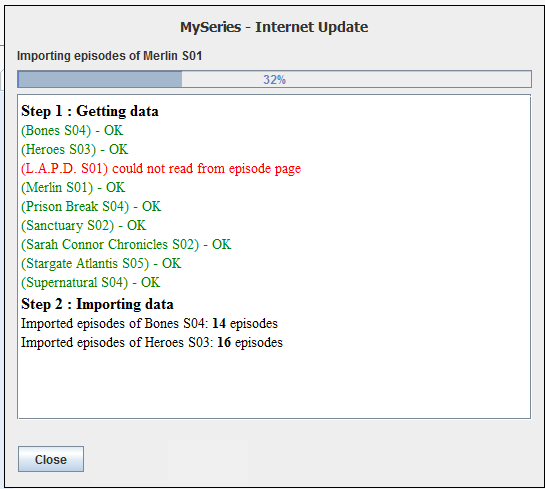 MySeries - Internet Update
Importing episodes of Merlin S01
32%
Step 1 : Getting data
(Bones S04) - OK
(Heroes S03) - OK
(L.A.P.D. S01) could not read from episode page
(Merlin S01) - OK
(Prison Break S04) - OK
(Sanctuary S02) - OK
(Sarah Connor Chronicles S02) - OK
(Stargate Atlantis S05) - OK
(Supernatural S04) - OK
Step 2 : Importing data
Imported episodes of Bones S04: 14 episodes
Imported episodes of Heroes S03: 16 episodes
Close